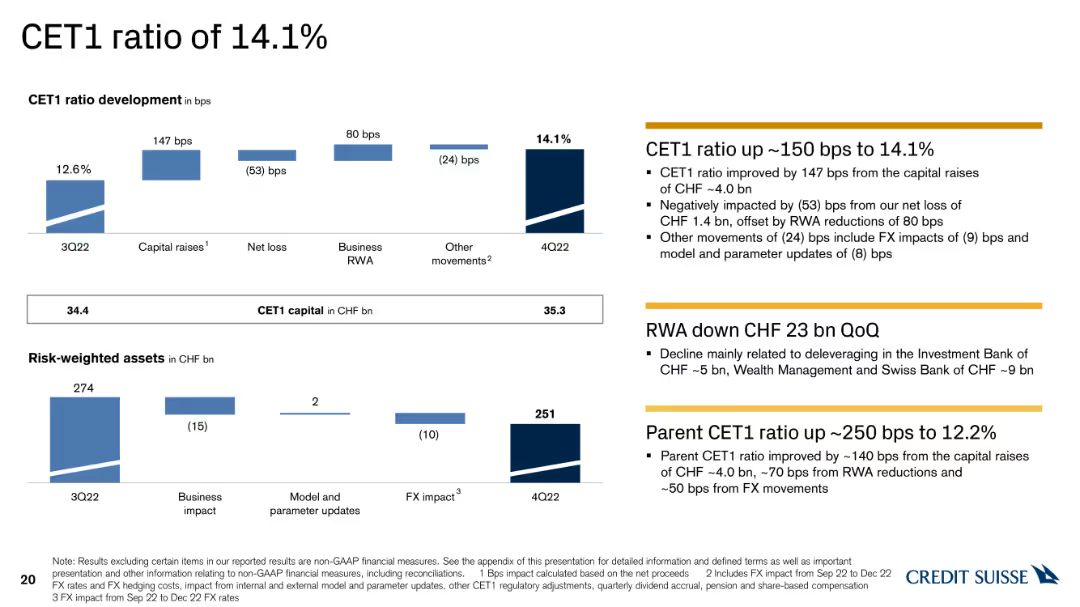 CET1 ratio of 14.1%
CET1 ratio development in bps
12.6%
147 bps
(53) bps
80 bps
(24) bps
14.1%
3Q22
Capital raises1
Net loss
Business
RWA
Other
movements2
4Q22
34.4
CET1 capital in CHF bn
35.3
Risk-weighted assets in CHF bn
274
(15)
2
(10)
251
3Q22
Business
impact
Model and
parameter updates
FX impact3
4Q22
CET1 ratio up ~150 bps to 14.1%
▪ CET1 ratio improved by 147 bps from the capital raises
of CHF ~4.0 bn
▪ Negatively impacted by (53) bps from our net loss of
CHF 1.4 bn, offset by RWA reductions of 80 bps
▪ Other movements of (24) bps include FX impacts of (9) bps and
model and parameter updates of (8) bps
RWA down CHF 23 bn QoQ
▪ Decline mainly related to deleveraging in the Investment Bank of
CHF ~5 bn, Wealth Management and Swiss Bank of CHF ~9 bn
Parent CET1 ratio up ~250 bps to 12.2%
▪ Parent CET1 ratio improved by ~140 bps from the capital raises
of CHF ~4.0 bn, ~70 bps from RWA reductions and
~50 bps from FX movements
20
Note: Results excluding certain items in our reported results are non-GAAP financial measures. See the appendix of this presentation for detailed information and defined terms as well as important
presentation and other information relating to non-GAAP financial measures, including reconciliations. 1 Bps impact calculated based on the net proceeds 2 Includes FX impact from Sep 22 to Dec 22
FX rates and FX hedging costs, impact from internal and external model and parameter updates, other CET1 regulatory adjustments, quarterly dividend accrual, pension and share-based compensation
3 FX impact from Sep 22 to Dec 22 FX rates
CREDIT SUISSE